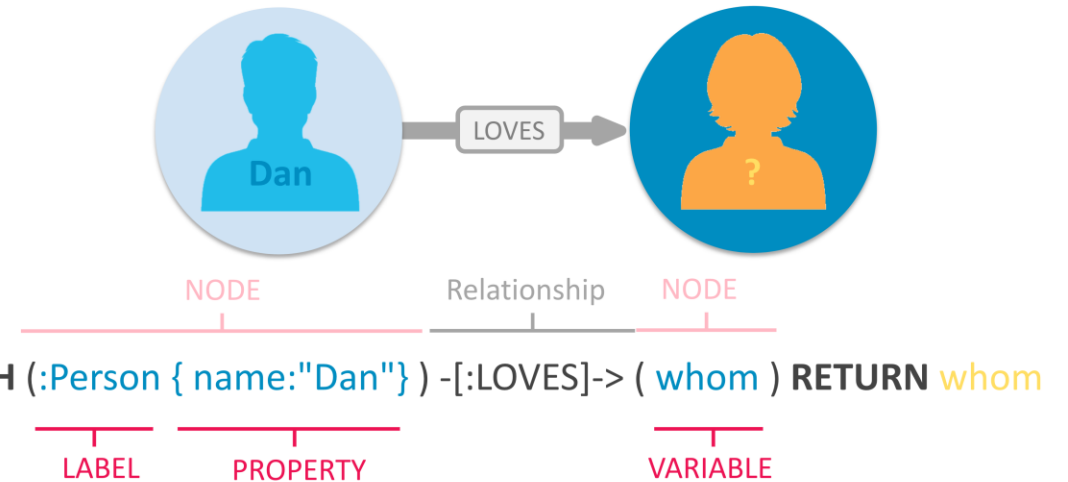 LOVES
Dan
?
NODE Relationship NODE
H (:Person { name:"Dan"} ) -[:LOVES]-> ( whom ) RETURN whom
LABEL PROPERTY VARIABLE